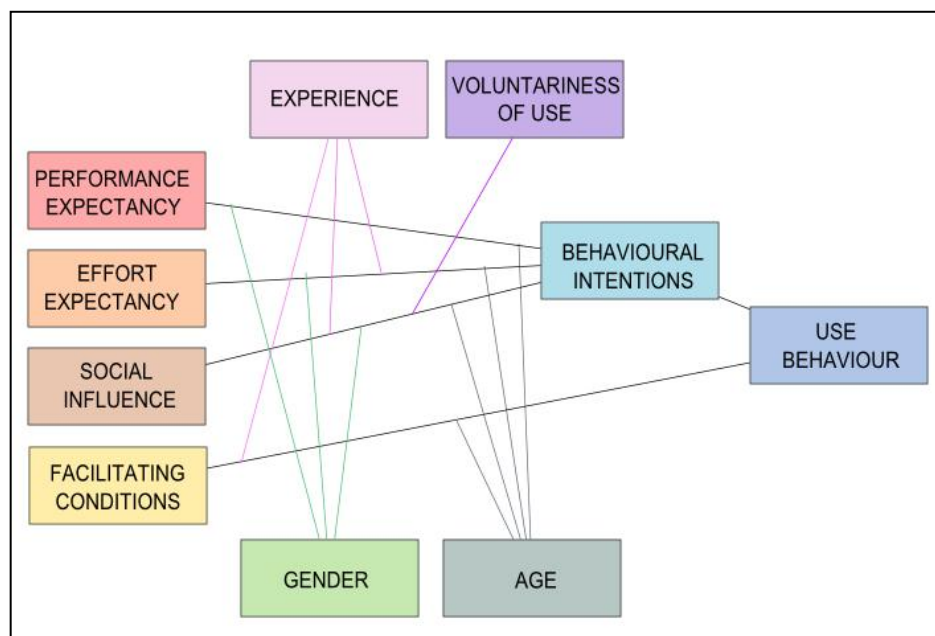 EXPERIENCE
VOLUNTARINESS
OF USE
PERFORMANCE
EXPECTANCY
EFFORT
EXPECTANCY
SOCIAL
INFLUENCE
FACILITATING
CONDITIONS
BEHAVIOURAL
INTENTIONS
USE
BEHAVIOUR
GENDER
AGE